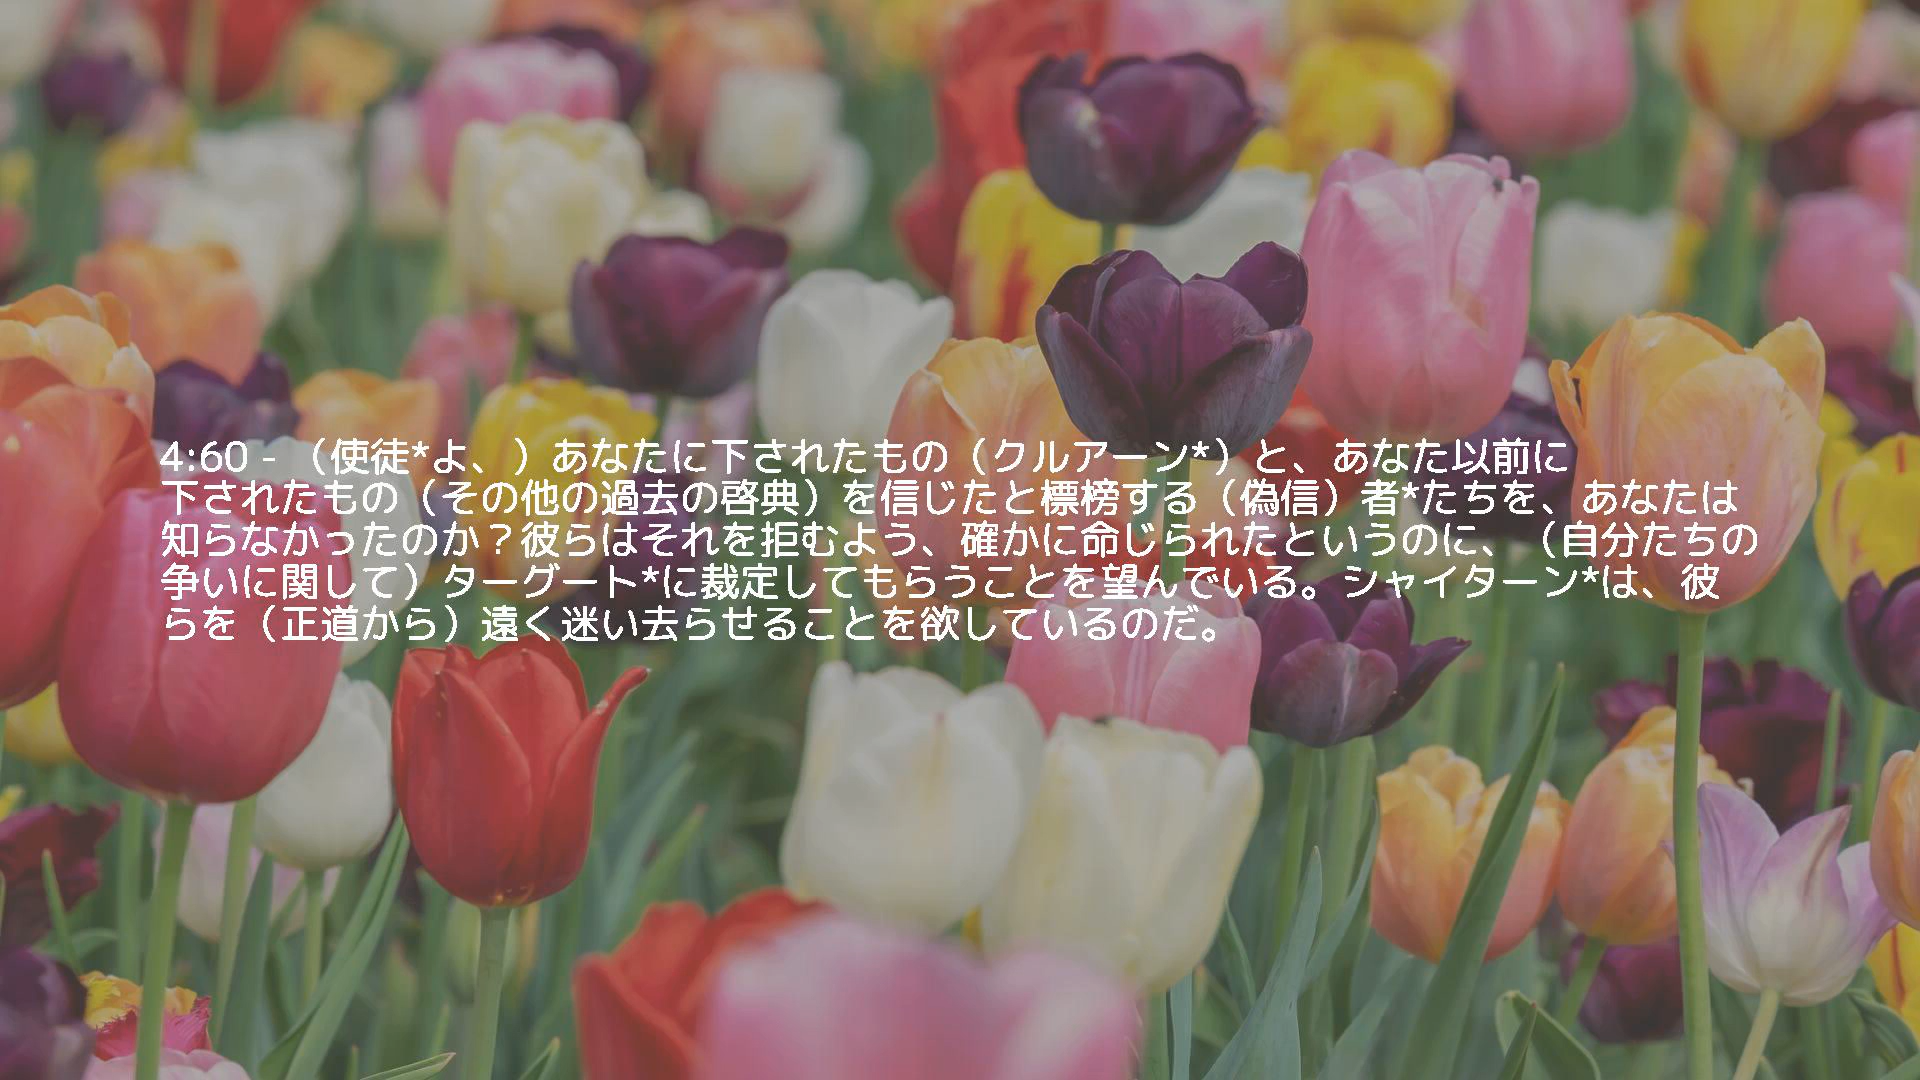 4:60 - （使徒*よ、）あなたに下されたもの（クルアーン*）と、あなた以前に
下されたもの（その他の過去の啓典）を信じたと標榜する（偽信）者*たちを、あなたは
知らなかったのか？彼らはそれを拒むよう、確かに命じられたというのに、（自分たちの
争いに関して）ターグート*に裁定してもらうことを望んでいる。シャイターン*は、彼
らを（正道から）遠く迷い去らせることを欲しているのだ。